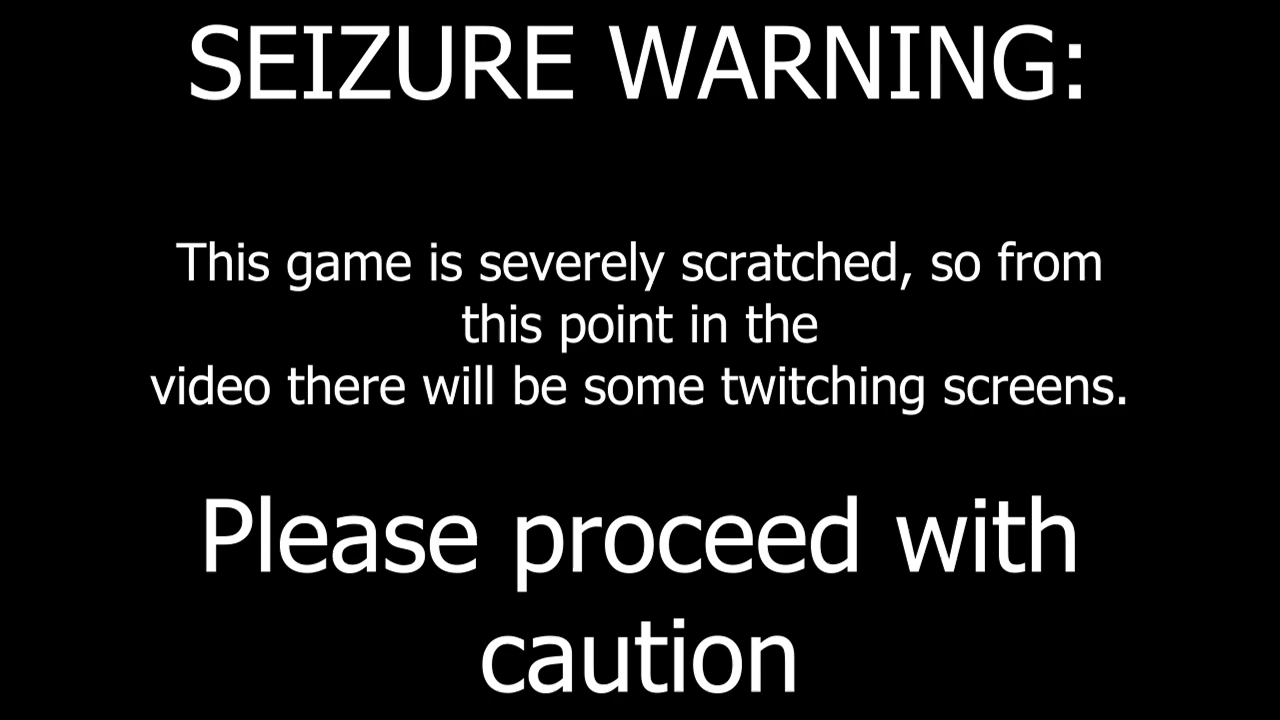 SEIZURE WARNING:
This game is severely scratched, so from
this point in the
video there will be some twitching screens.
Please proceed with
caution